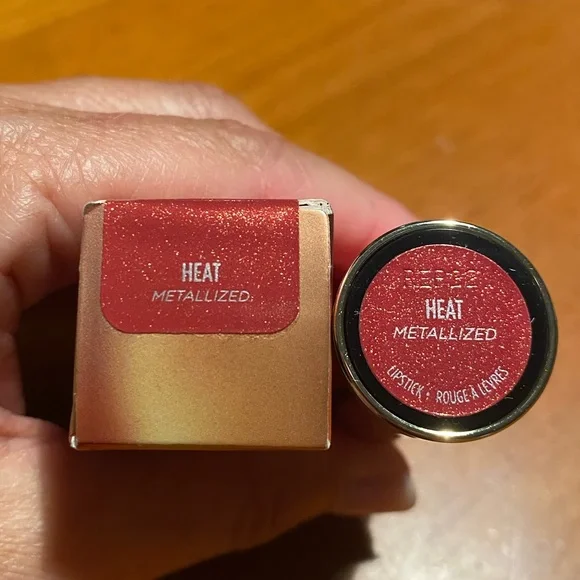 HEAT
METALLIZED
HEAT
METALLIZED
LIPSTICK • ROUGE À LÈVRES